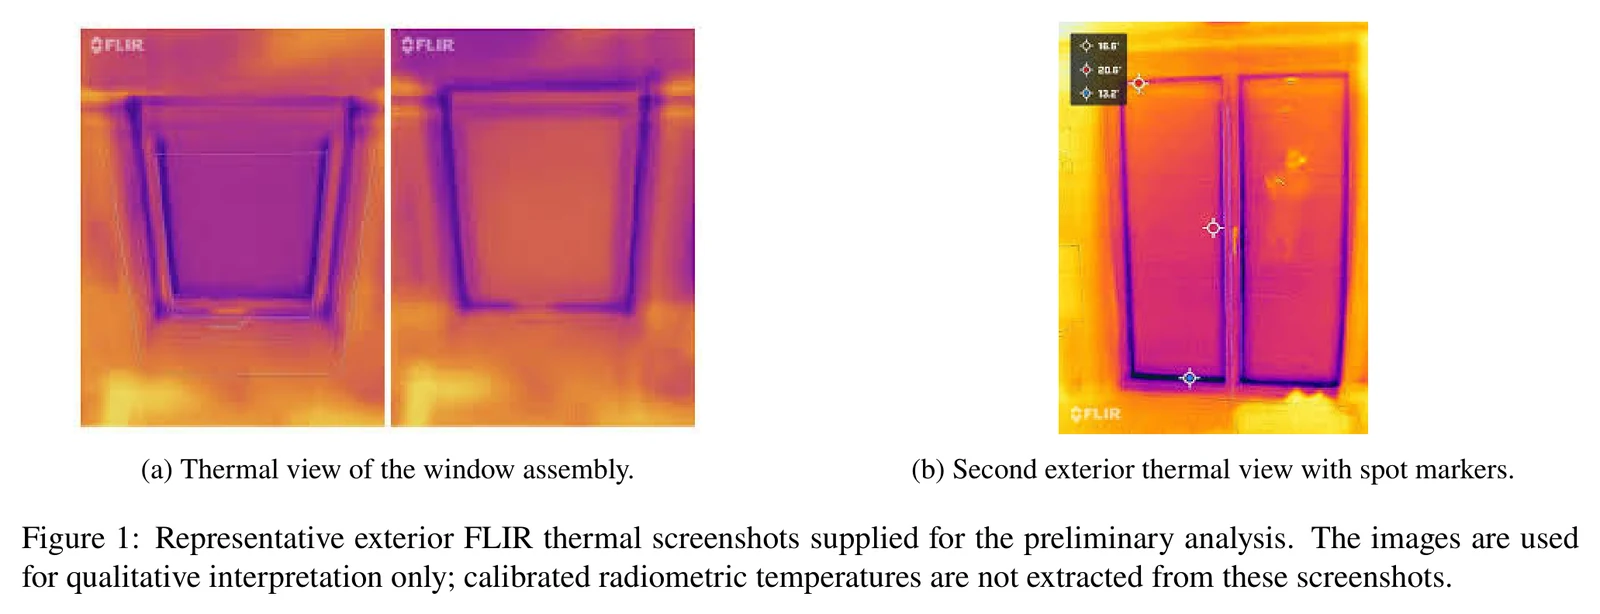 FLIR
FLIR
16.6°
20.6°
13.2°
FLIR
(a) Thermal view of the window assembly.
(b) Second exterior thermal view with spot markers.
Figure 1: Representative exterior FLIR thermal screenshots supplied for the preliminary analysis. The images are used
for qualitative interpretation only; calibrated radiometric temperatures are not extracted from these screenshots.